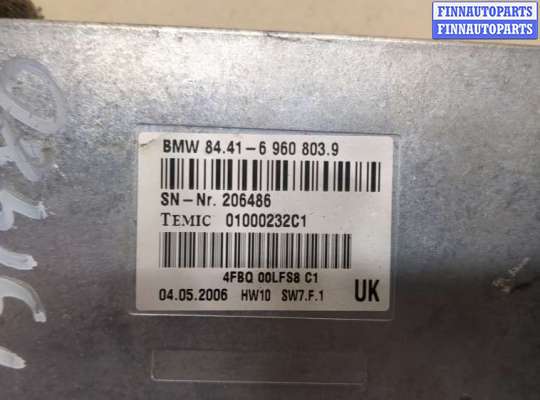 FINNAUTOPARTS
FINNAUTOPARTS
BMW 84.41-6 960 803.9
SN-Nr. 206486
TEMIC 01000232C1
4FBQ 00LFS8 C1
04.05.2006 HW10 SW7.F.1 UK